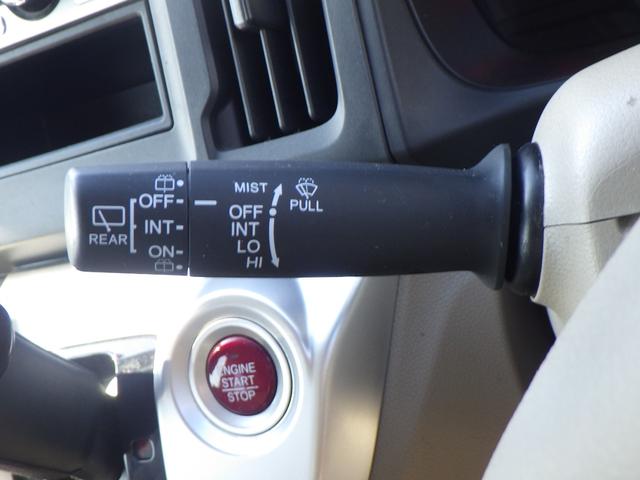 REAR
OFF
INT
ON
MIST
OFF
INT
LO
HI
PULL
ENGINE
START
STOP